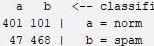 a b <-- classifi
401 101 | a = norm
47 468 | b = spam